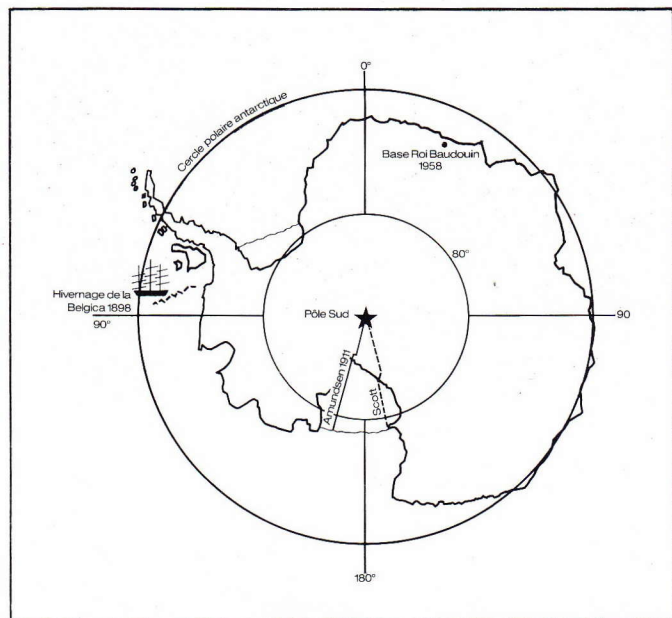 0°
Cercle polaire antarctique
Base Roi Baudouin
1958
80°
Hivernage de la
Belgica 1898
90°
Pôle Sud
90
Amundsen 1911
Scott
180°